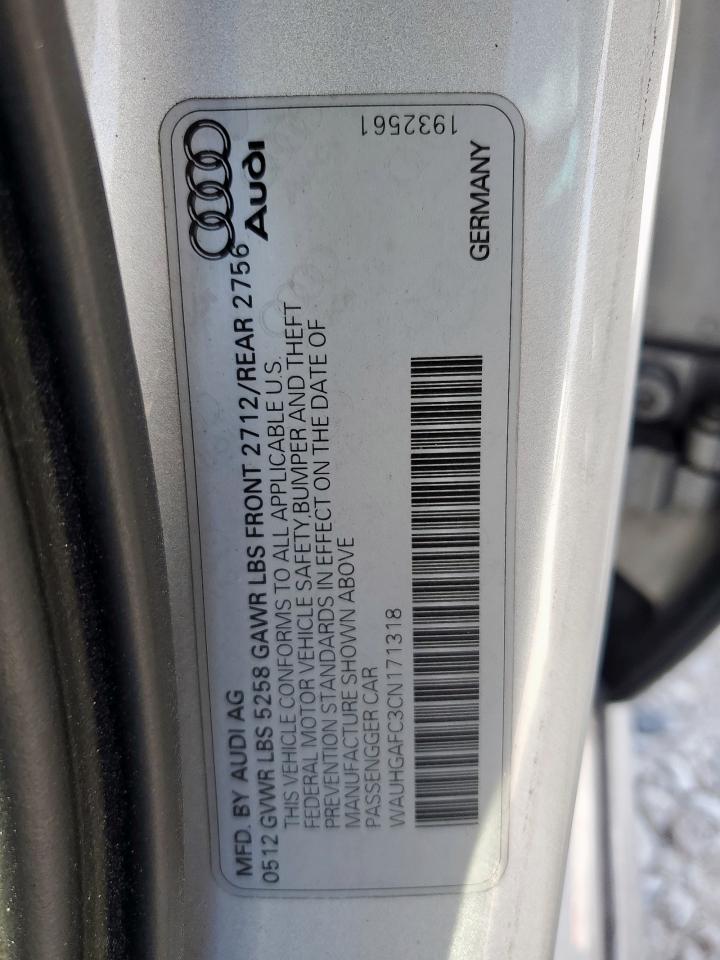 MFD. BY AUDI AG
0512 GVWR LBS 5258 GAWR LBS FRONT 2712/REAR 2756
THIS VEHICLE CONFORMS TO ALL APPLICABLE U.S.
FEDERAL MOTOR VEHICLE SAFETY,BUMPER AND THEFT
PREVENTION STANDARDS IN EFFECT ON THE DATE OF
MANUFACTURE SHOWN ABOVE
PASSENGGER CAR
WAUHGAFC3CN171318
Audi
GERMANY
1932561